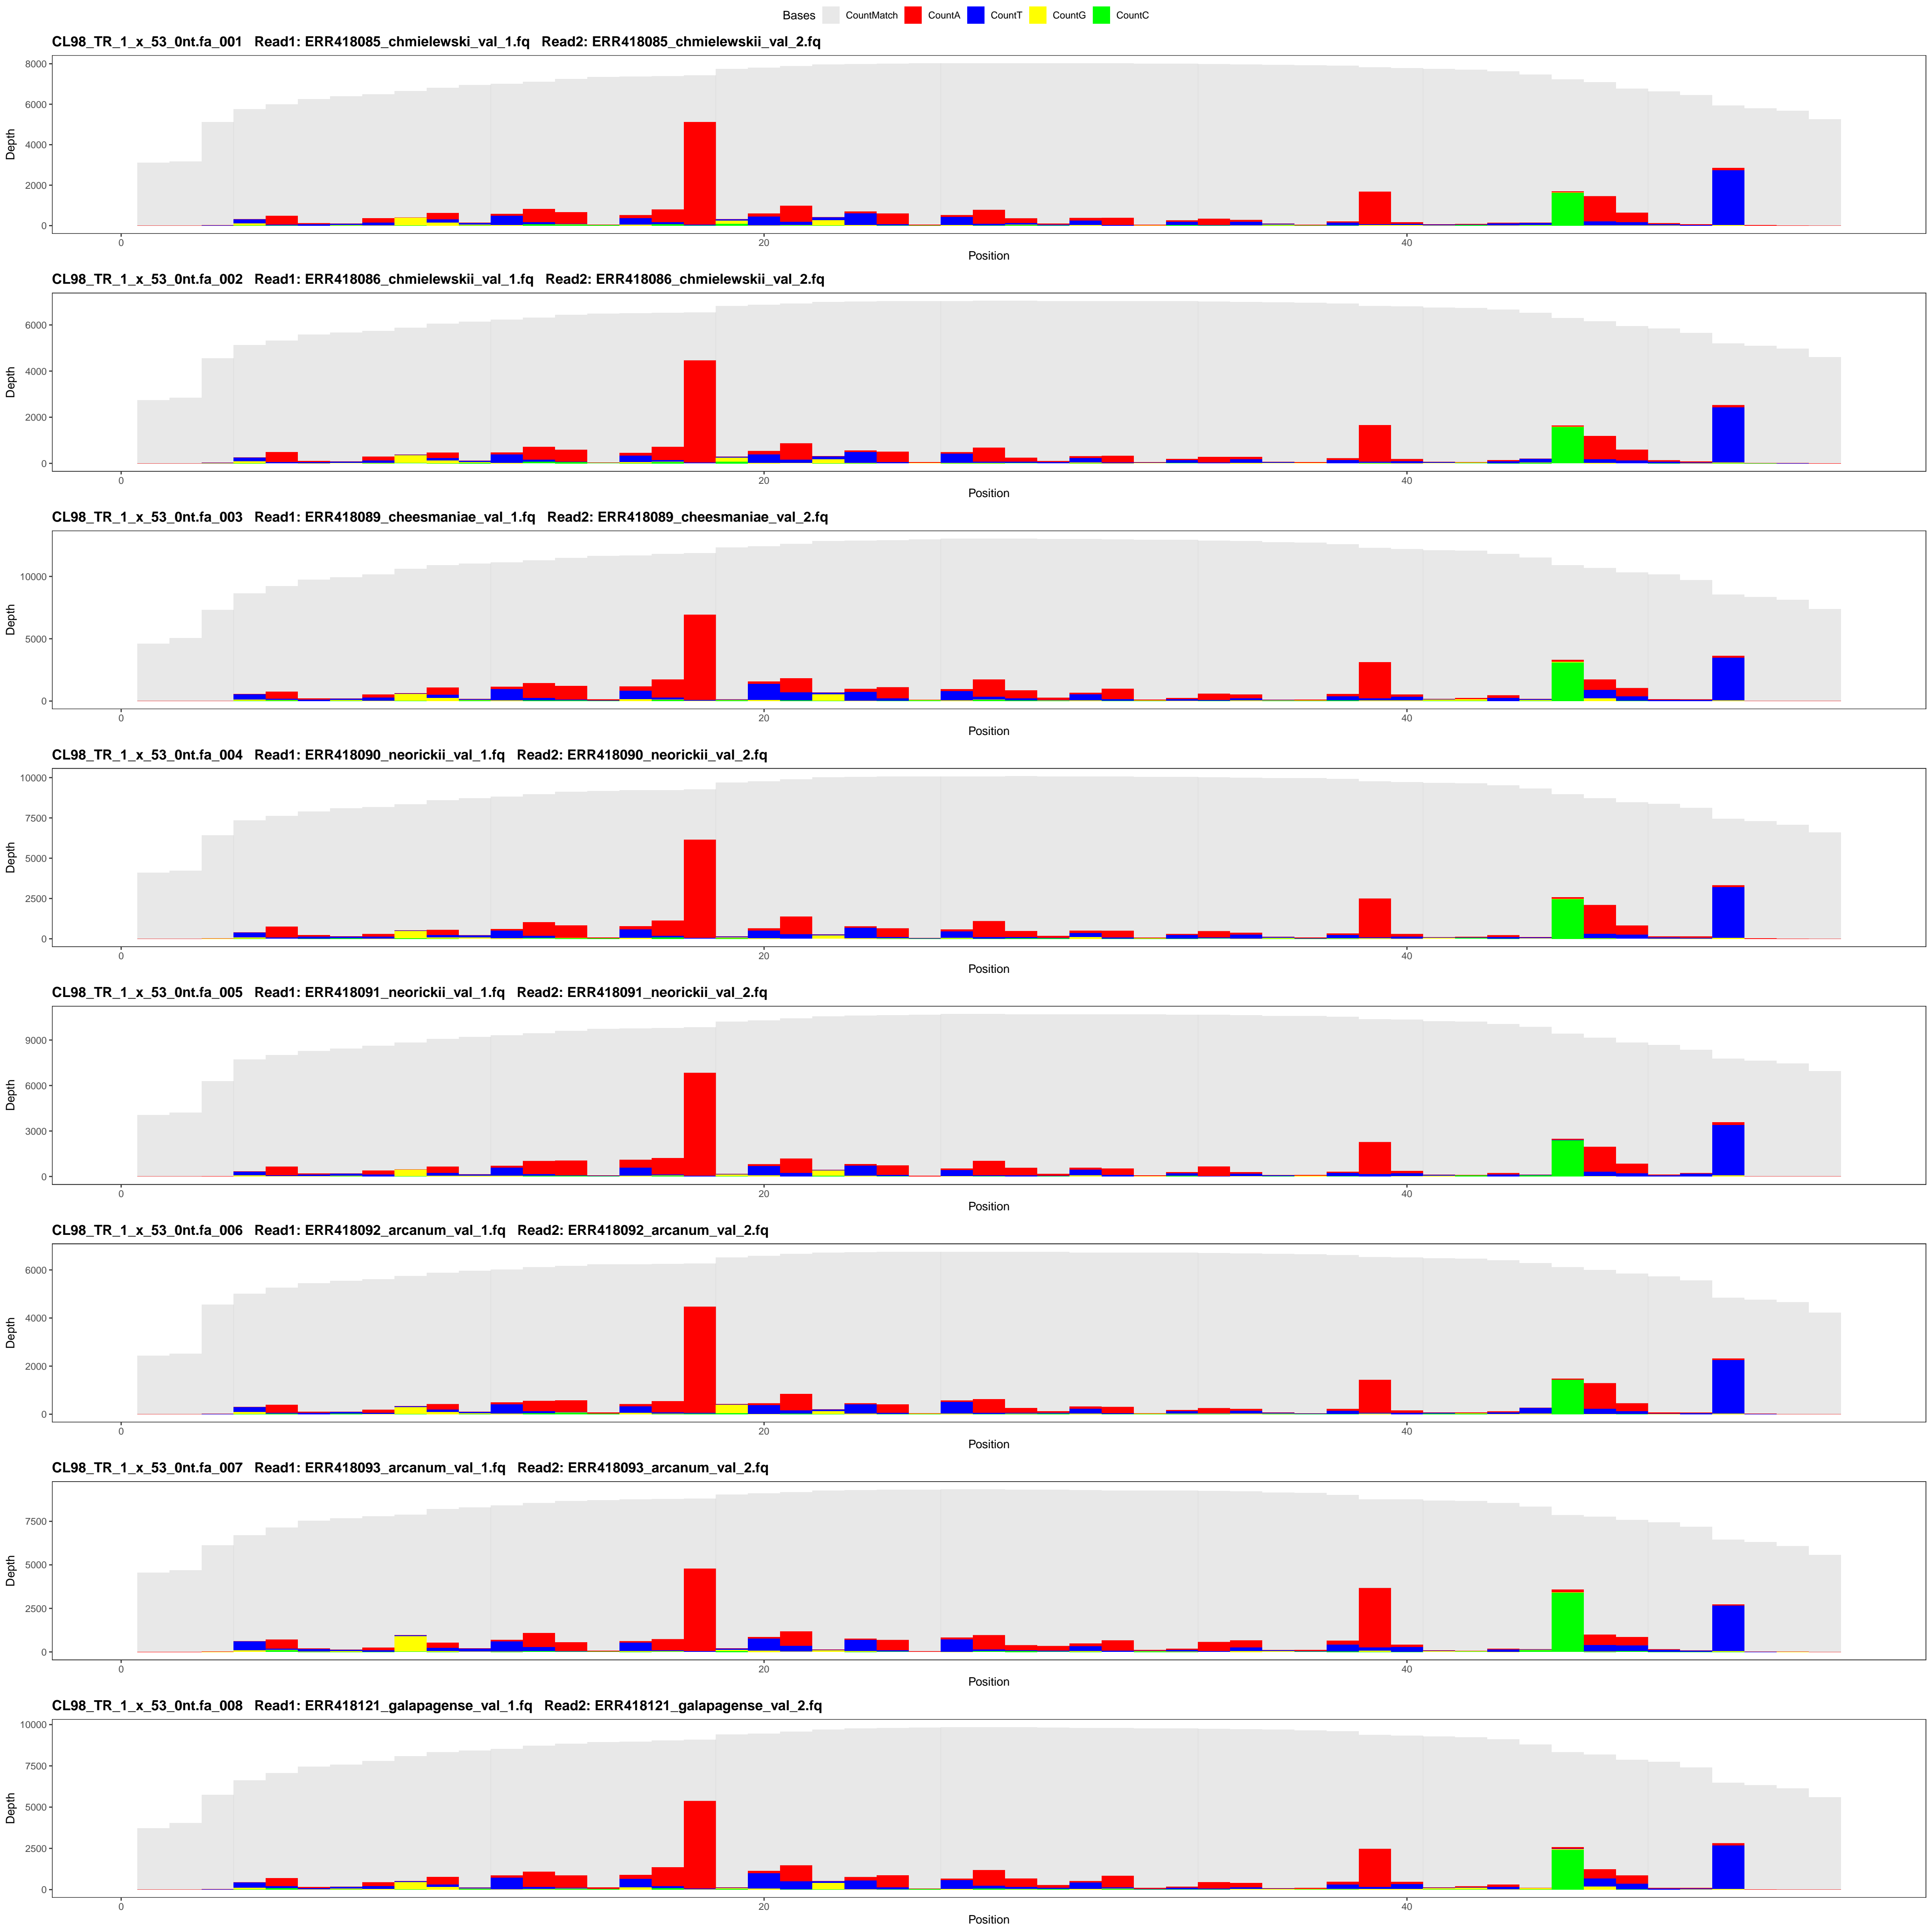 Bases CountMatch CountA CountT CountG CountC
CL98_TR_1_x_53_0nt.fa_001 Read1: ERR418085_chmielewski_val_1.fq Read2: ERR418085_chmielewskii_val_2.fq
8000
6000
4000
2000
0
Depth
0 20 40
Position
CL98_TR_1_x_53_0nt.fa_002 Read1: ERR418086_chmielewskii_val_1.fq Read2: ERR418086_chmielewskii_val_2.fq
6000
4000
2000
0
Depth
0 20 40
Position
CL98_TR_1_x_53_0nt.fa_003 Read1: ERR418089_cheesmaniae_val_1.fq Read2: ERR418089_cheesmaniae_val_2.fq
10000
5000
0
Depth
0 20 40
Position
CL98_TR_1_x_53_0nt.fa_004 Read1: ERR418090_neorickii_val_1.fq Read2: ERR418090_neorickii_val_2.fq
10000
7500
5000
2500
0
Depth
0 20 40
Position
CL98_TR_1_x_53_0nt.fa_005 Read1: ERR418091_neorickii_val_1.fq Read2: ERR418091_neorickii_val_2.fq
9000
6000
3000
0
Depth
0 20 40
Position
CL98_TR_1_x_53_0nt.fa_006 Read1: ERR418092_arcanum_val_1.fq Read2: ERR418092_arcanum_val_2.fq
6000
4000
2000
0
Depth
0 20 40
Position
CL98_TR_1_x_53_0nt.fa_007 Read1: ERR418093_arcanum_val_1.fq Read2: ERR418093_arcanum_val_2.fq
7500
5000
2500
0
Depth
0 20 40
Position
CL98_TR_1_x_53_0nt.fa_008 Read1: ERR418121_galapagense_val_1.fq Read2: ERR418121_galapagense_val_2.fq
10000
7500
5000
2500
0
Depth
0 20 40
Position